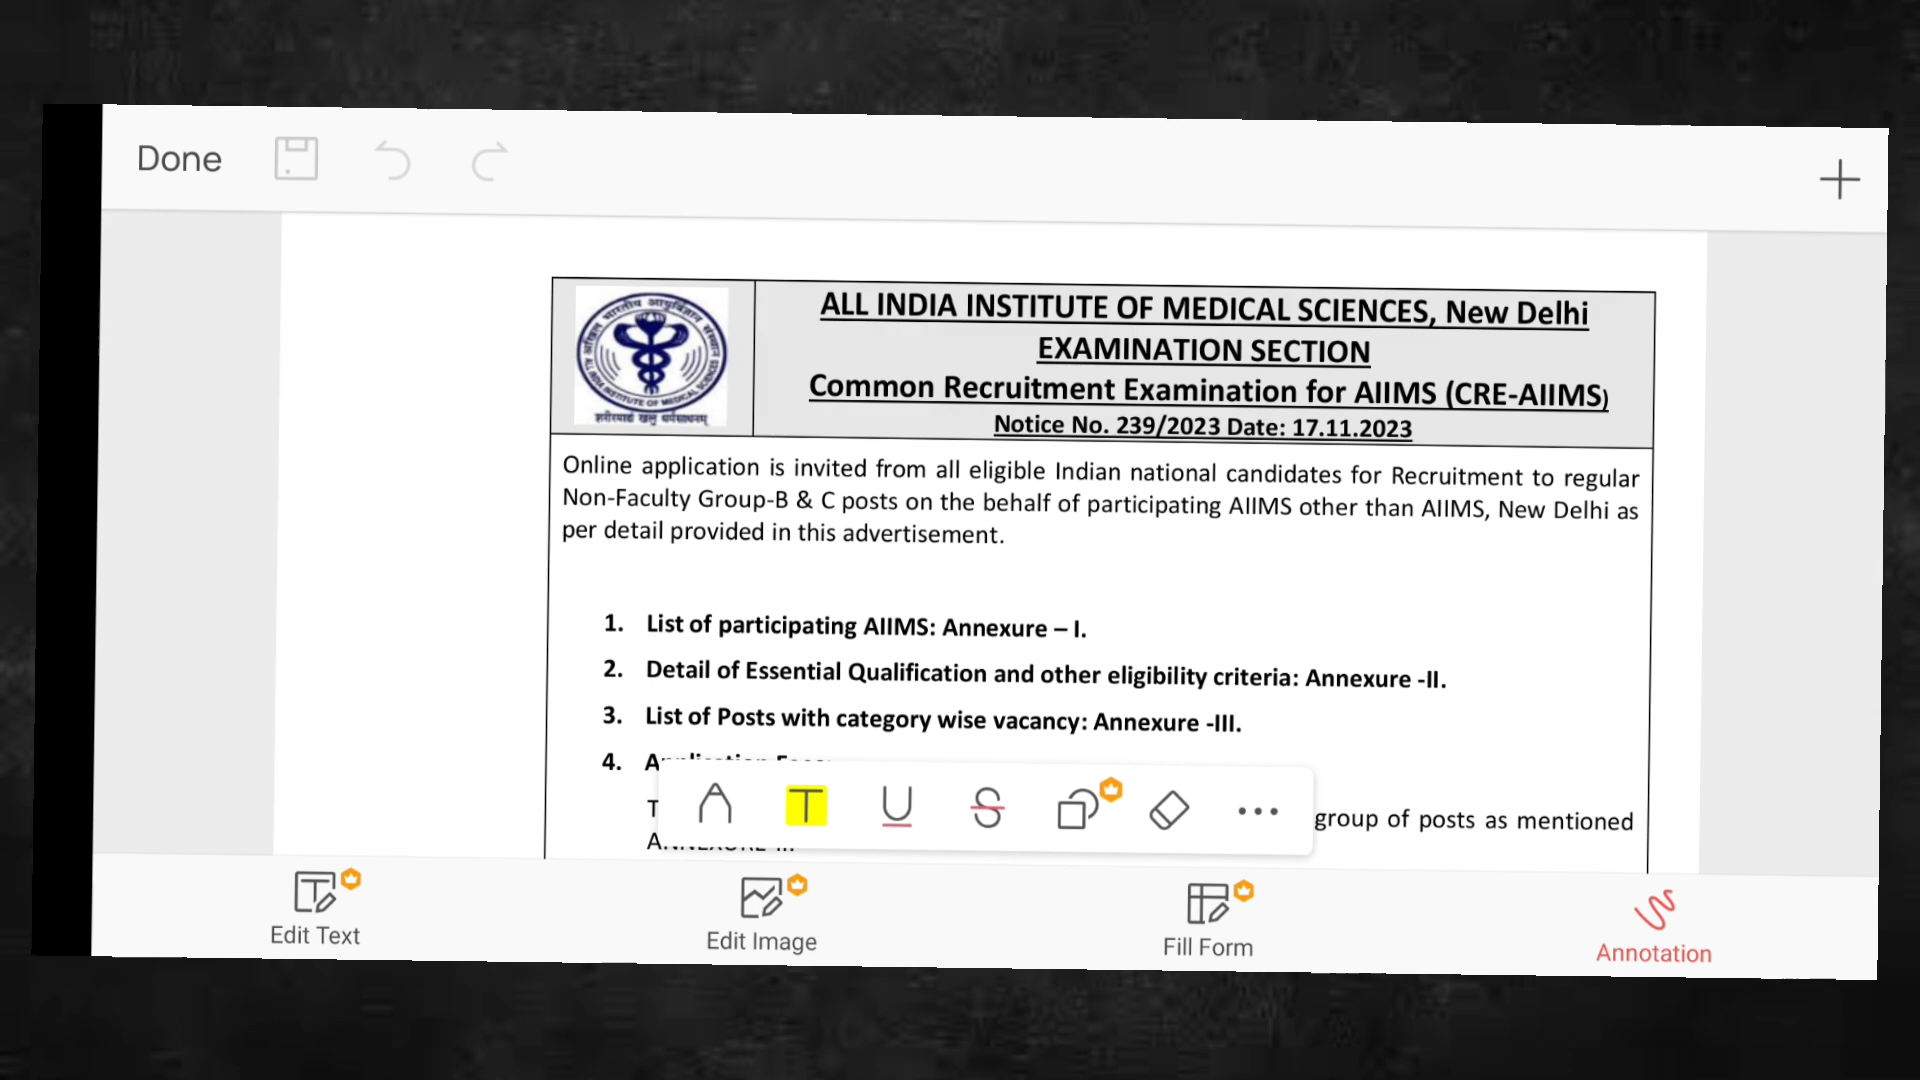 Done
ALL INDIA INSTITUTE OF MEDICAL SCIENCES, New Delhi
EXAMINATION SECTION
Common Recruitment Examination for AIIMS (CRE-AIIMS)
Notice No. 239/2023 Date: 17.11.2023
Online application is invited from all eligible Indian national candidates for Recruitment to regular
Non-Faculty Group-B & C posts on the behalf of participating AIIMS other than AIIMS, New Delhi as
per detail provided in this advertisement.
1. List of participating AIIMS: Annexure – I.
2. Detail of Essential Qualification and other eligibility criteria: Annexure -II.
3. List of Posts with category wise vacancy: Annexure -III.
4.
group of posts as mentioned
Edit Text
Edit Image
Fill Form
Annotation